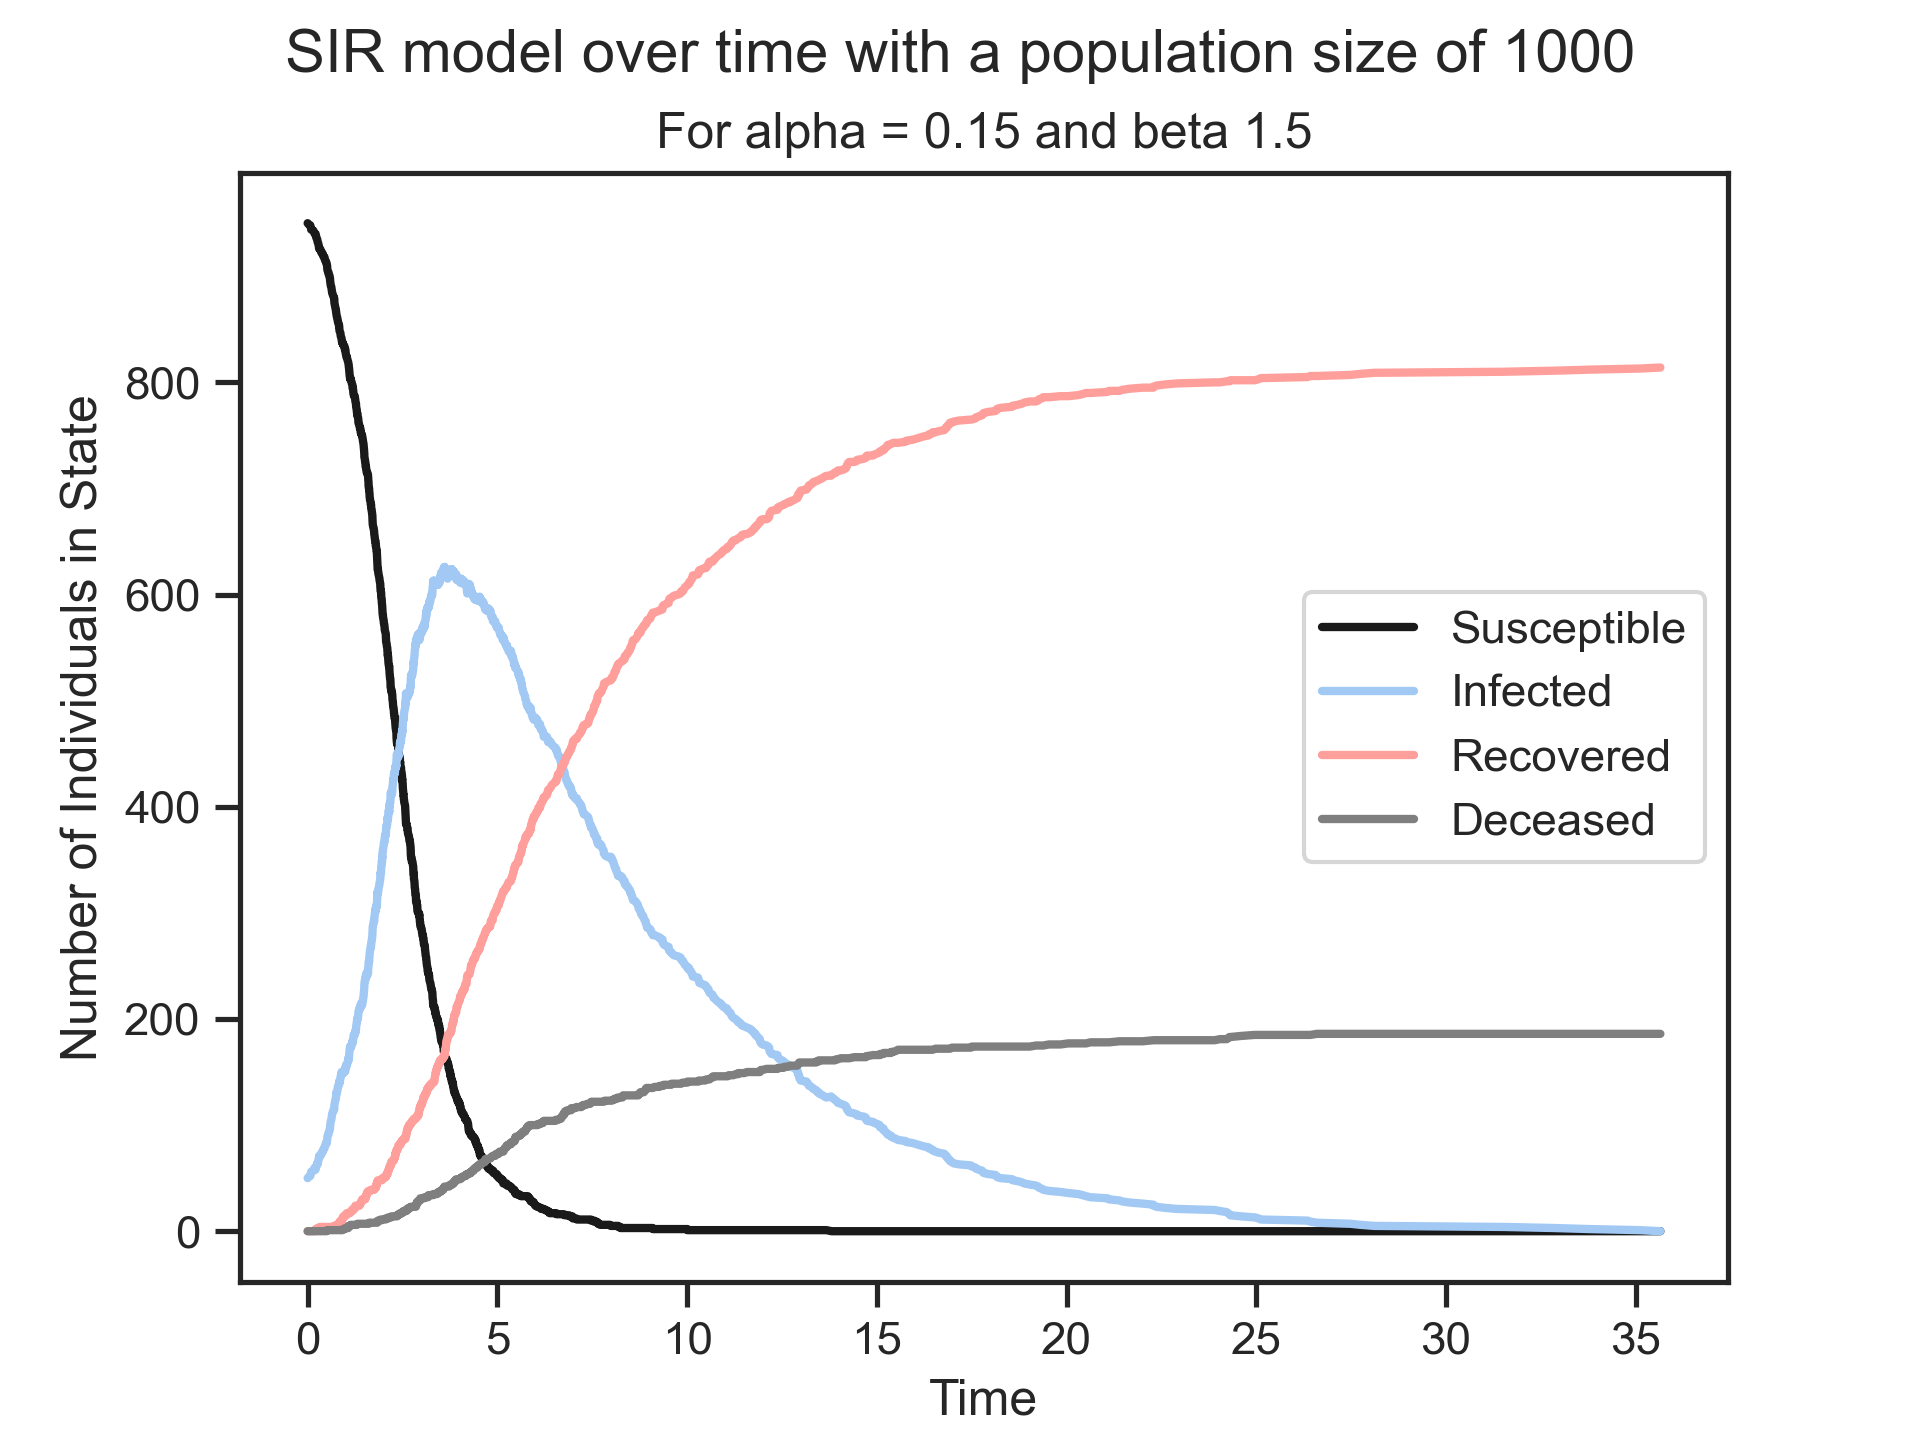 SIR model over time with a population size of 1000
For alpha = 0.15 and beta 1.5
Number of Individuals in State
800
600
400
200
0
Susceptible
Infected
Recovered
Deceased
0 5 10 15 20 25 30 35
Time